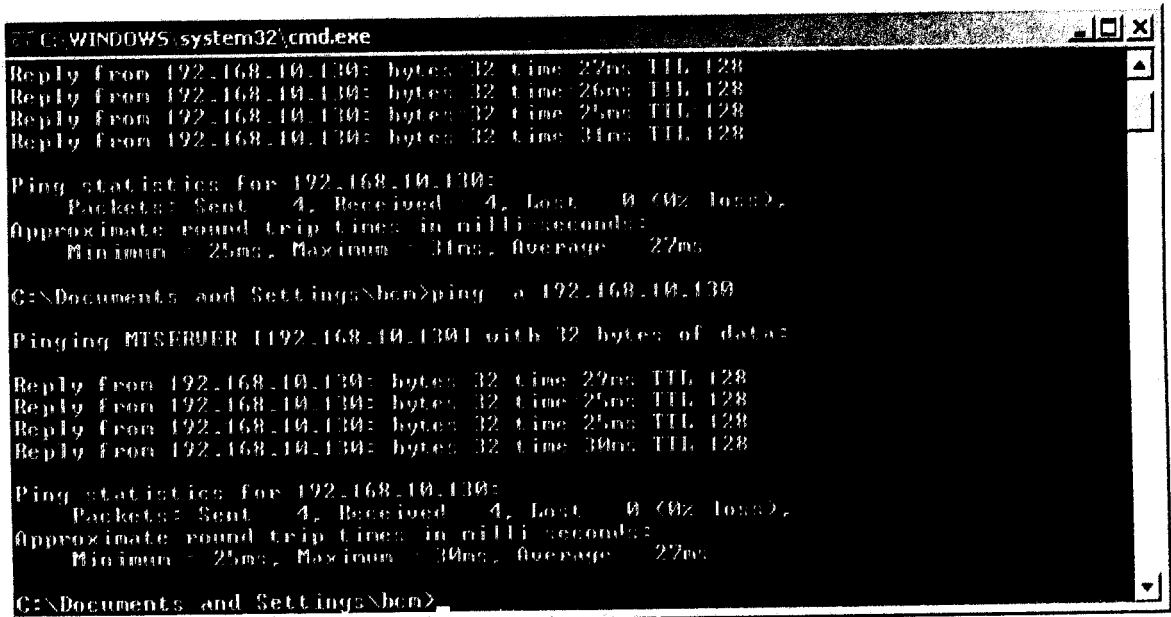 C:\WINDOWS\system32\cmd.exe
Reply from 192.168.10.130: bytes 32 time 27ms TTL 128
Reply from 192.168.10.130: bytes 32 time 26ms TTL 128
Reply from 192.168.10.130: bytes 32 time 25ms TTL 128
Reply from 192.168.10.130: bytes 32 time 31ms TTL 128
Ping statistics for 192.168.10.130:
Packets: Sent 4, Received = 4, Lost 0 (0% loss),
Approximate round trip times in milli-seconds:
Minimum = 25ms, Maximum = 31ms, Average 27ms
C:\Documents and Settings\bcm>ping a 192.168.10.130
Pinging MTSERVER [192.168.10.130] with 32 bytes of data:
Reply from 192.168.10.130: bytes 32 time 29ms TTL 128
Reply from 192.168.10.130: bytes 32 time 25ms TTL 128
Reply from 192.168.10.130: bytes 32 time 25ms TTL 128
Reply from 192.168.10.130: bytes 32 time 30ms TTL 128
Ping statistics for 192.168.10.130:
Packets: Sent 4, Received 4, Lost 0 (0% loss),
Approximate round trip times in milli seconds:
Minimum = 25ms, Maximum = 30ms, Average 27ms
C:\Documents and Settings\bcm>